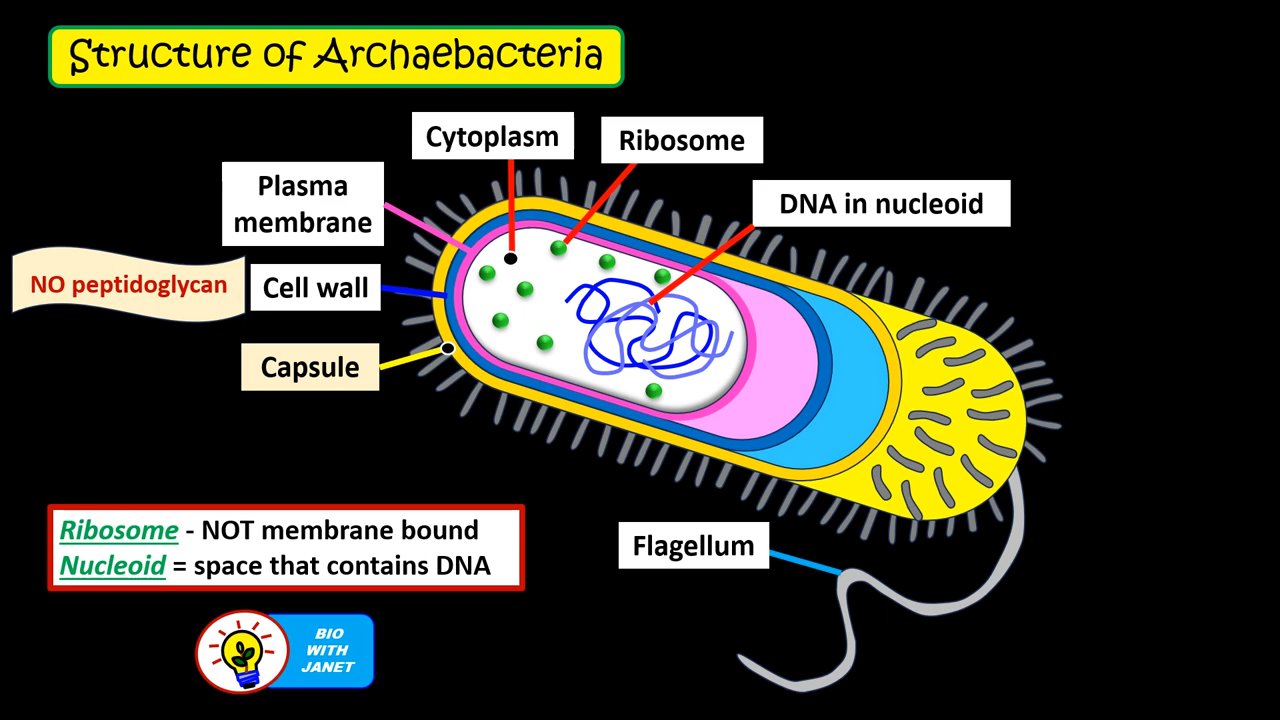 Structure of Archaebacteria
Cytoplasm
Ribosome
Plasma
membrane
DNA in nucleoid
NO peptidoglycan
Cell wall
Capsule
Ribosome - NOT membrane bound
Nucleoid = space that contains DNA
Flagellum
BIO
WITH
JANET